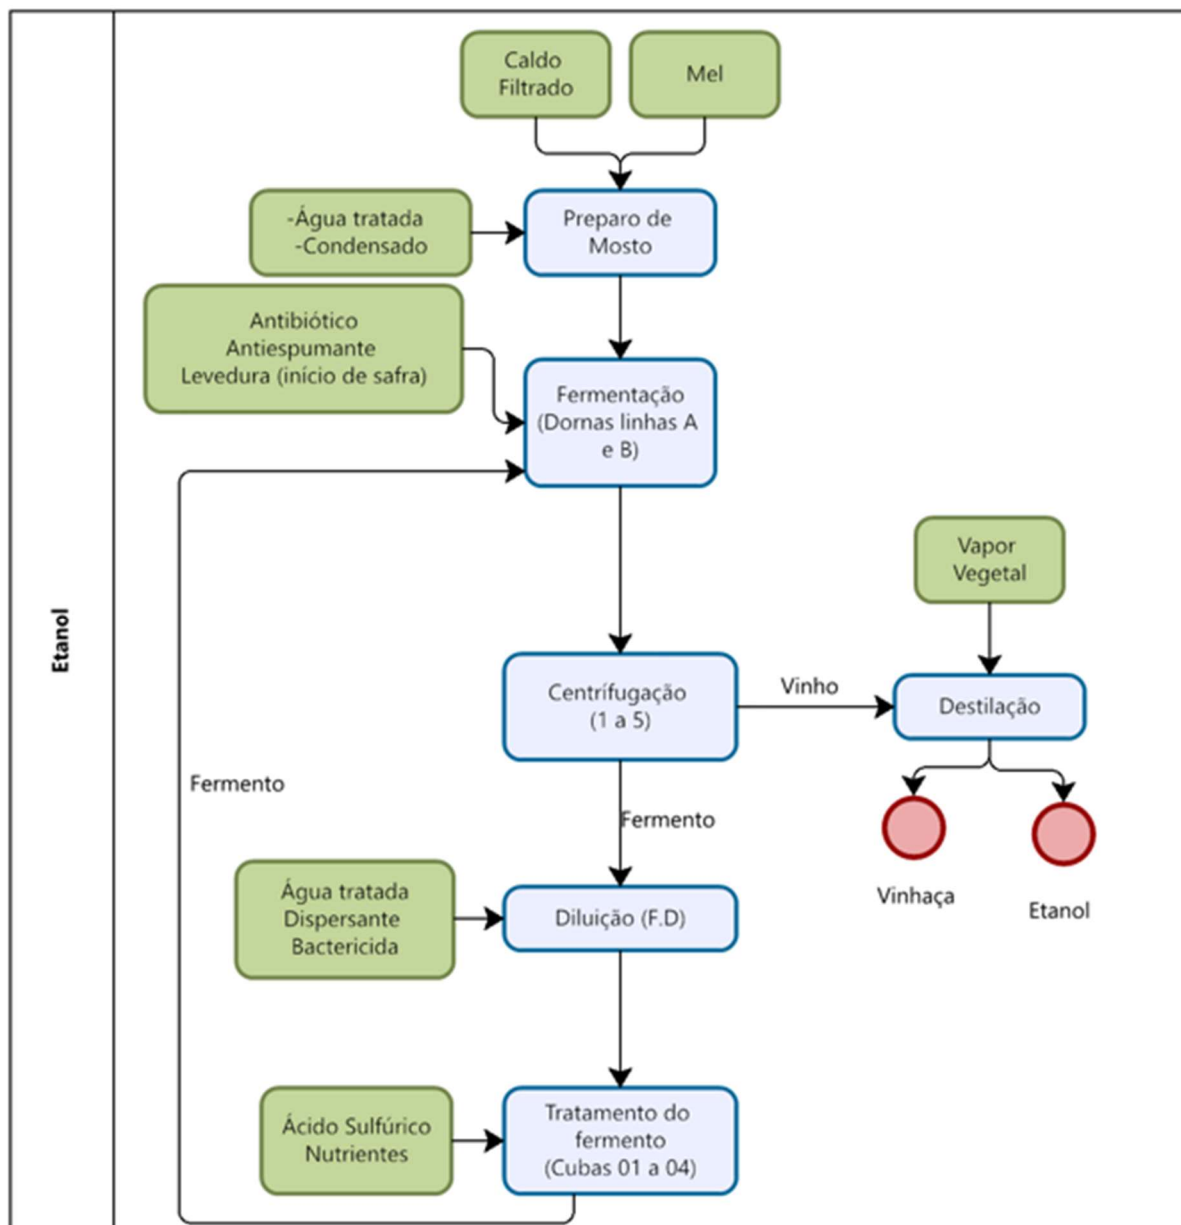 Caldo
Filtrado
Mel
-Água tratada
-Condensado
Preparo de
Mosto
Antibiótico
Antiespumante
Levedura (início de safra)
Fermentação
(Dornas linhas A
e B)
Vapor
Vegetal
Etanol
Centrífugação
(1 a 5)
Vinho
Destilação
Fermento
Fermento
Vinhaça
Etanol
Água tratada
Dispersante
Bactericida
Diluição (F.D)
Ácido Sulfúrico
Nutrientes
Tratamento do
fermento
(Cubas 01 a 04)